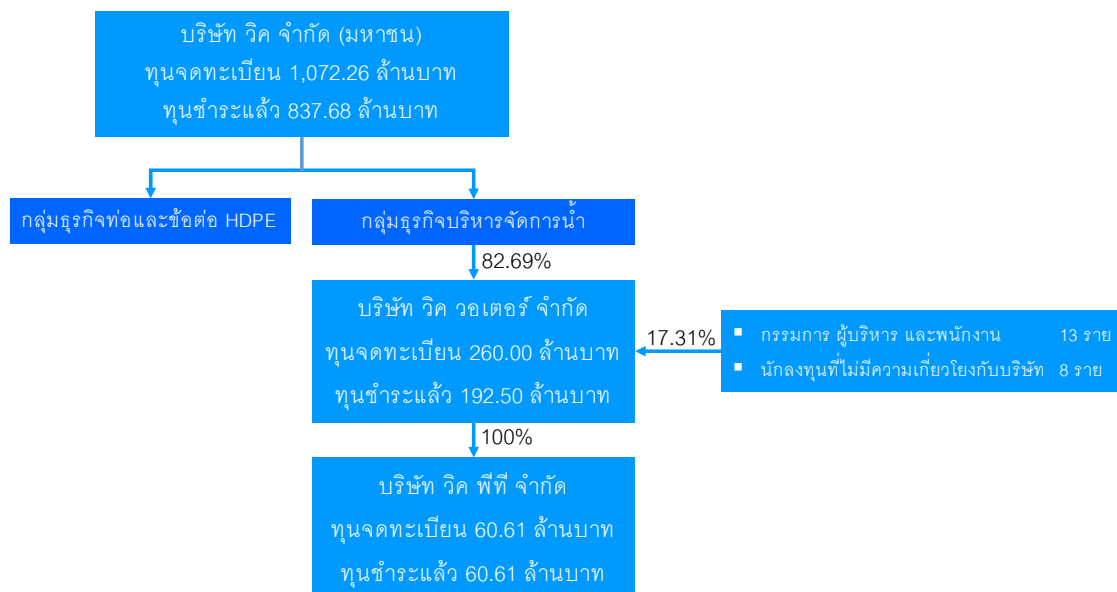 บริษัท วิค จำกัด (มหาชน)
ทุนจดทะเบียน 1,072.26 ล้านบาท
ทุนชำระแล้ว 837.68 ล้านบาท
กลุ่มธุรกิจท่อและข้อต่อ HDPE
กลุ่มธุรกิจบริหารจัดการน้ำ
82.69%
บริษัท วิค วอเตอร์ จำกัด
ทุนจดทะเบียน 260.00 ล้านบาท
ทุนชำระแล้ว 192.50 ล้านบาท
17.31%
▪ กรรมการ ผู้บริหาร และพนักงาน 13 ราย
▪ นักลงทุนที่ไม่มีความเกี่ยวโยงกับบริษัท 8 ราย
100%
บริษัท วิค พีที จำกัด
ทุนจดทะเบียน 60.61 ล้านบาท
ทุนชำระแล้ว 60.61 ล้านบาท